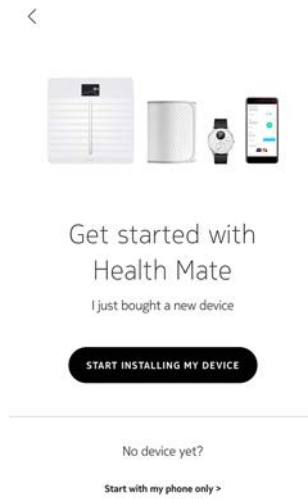 Get started with
Health Mate
I just bought a new device
START INSTALLING MY DEVICE
No device yet?
Start with my phone only >